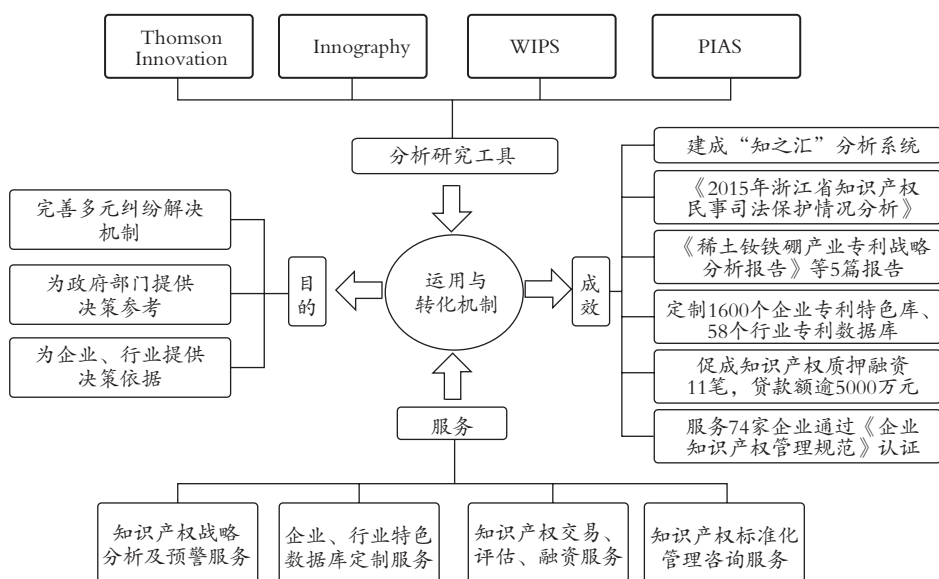 Thomson
Innovation
Innography
WIPS
PIAS
分析研究工具
建成“知之汇”分析系统
《2015年浙江省知识产权
民事司法保护情况分析》
《稀土钕铁硼产业专利战略
分析报告》等5篇报告
定制1600个企业专利特色库、
58个行业专利数据库
促成知识产权质押融资
11笔，贷款额逾5000万元
服务74家企业通过《企业
知识产权管理规范》认证
完善多元纠纷解决
机制
为政府部门提供
决策参考
为企业、行业提供
决策依据
目
的
运用与
转化机制
成
效
服务
知识产权战略
分析及预警服务
企业、行业特色
数据库定制服务
知识产权交易、
评估、融资服务
知识产权标准化
管理咨询服务